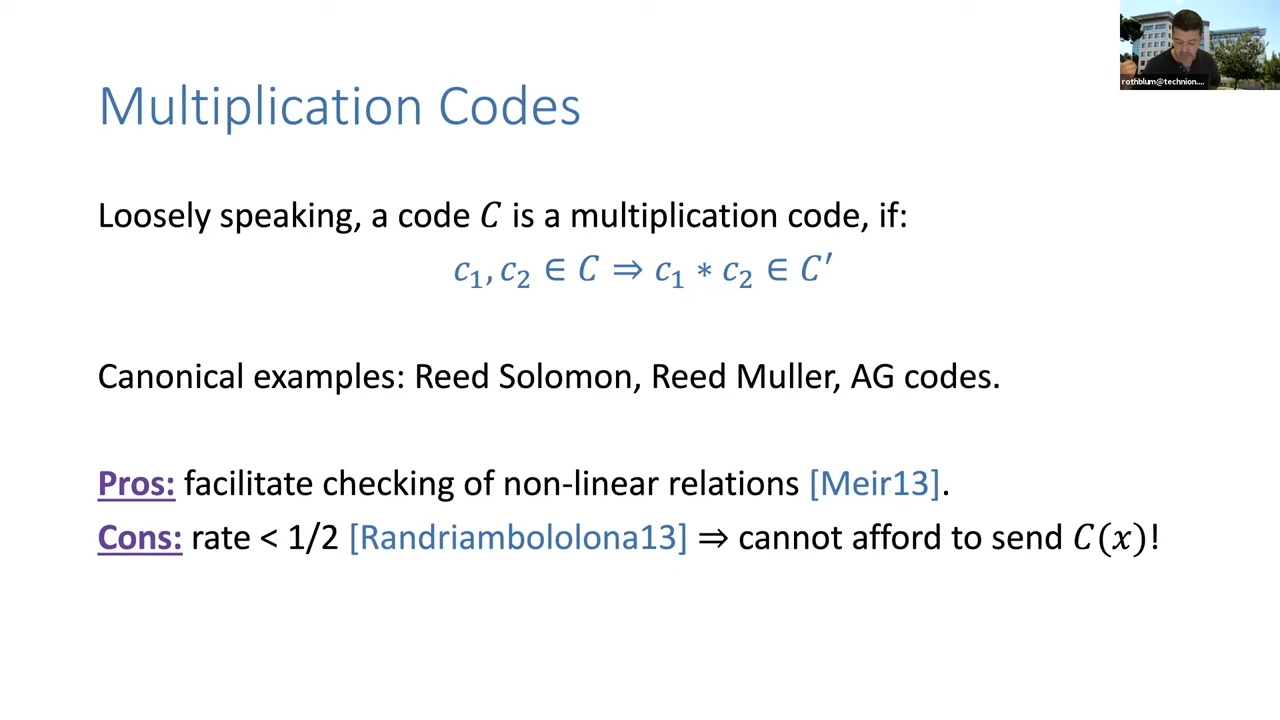 rothblum@technion....
Multiplication Codes
Loosely speaking, a code C is a multiplication code, if:
c₁, c₂ ∈ C ⇒ c₁ ∗ c₂ ∈ C′
Canonical examples: Reed Solomon, Reed Muller, AG codes.
Pros: facilitate checking of non-linear relations [Meir13].
Cons: rate < 1/2 [Randriambololona13] ⇒ cannot afford to send C(x)!